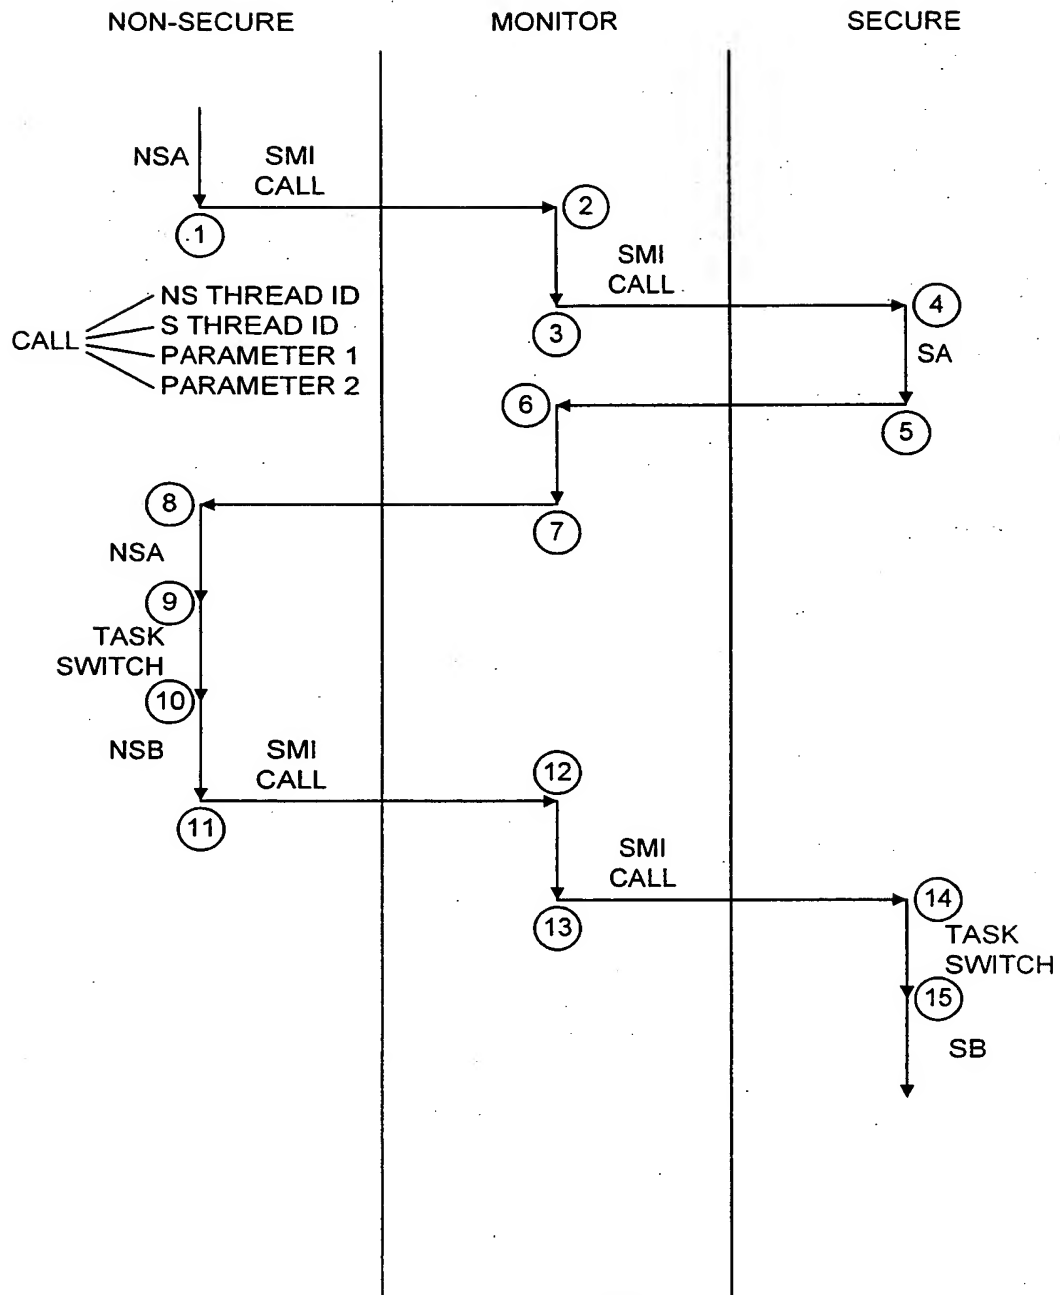 NON-SECURE
MONITOR
SECURE
NSA
SMI
CALL
1
2
SMI
CALL
3
4
CALL
NS THREAD ID
S THREAD ID
PARAMETER 1
PARAMETER 2
SA
6
5
8
7
NSA
9
TASK
SWITCH
10
NSB
SMI
CALL
12
11
SMI
CALL
13
14
TASK
SWITCH
15
SB